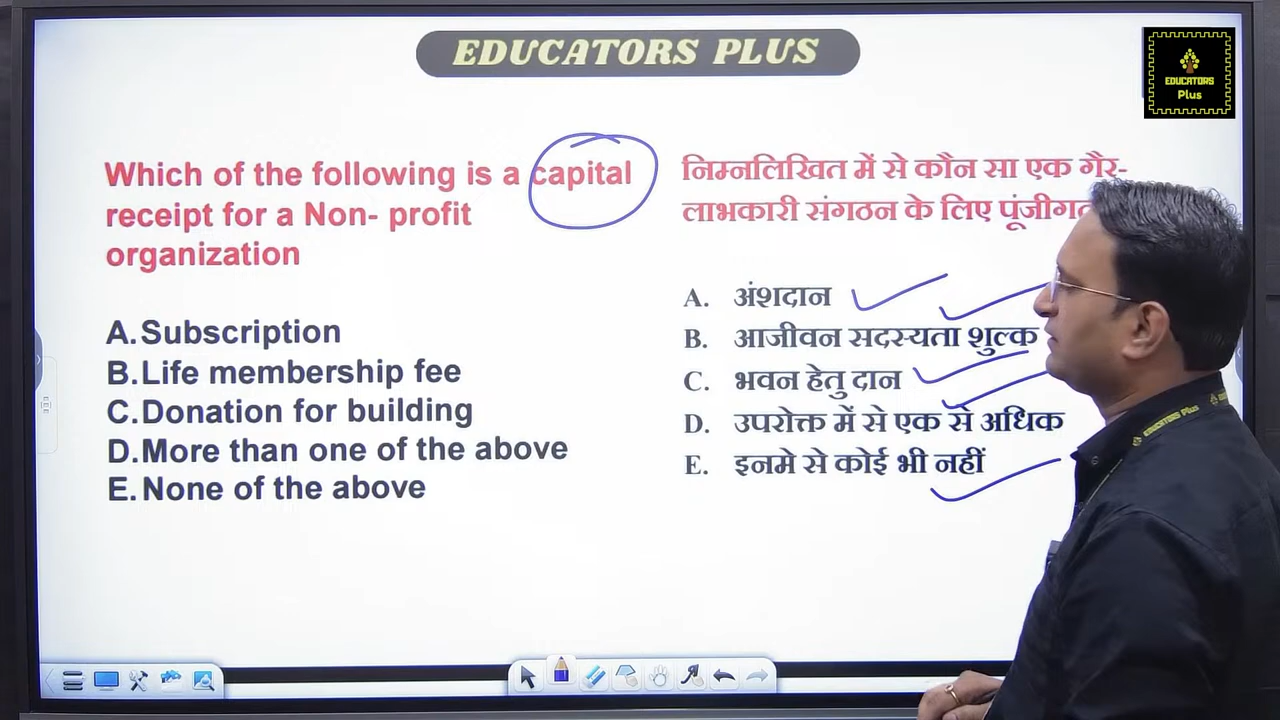 EDUCATORS PLUS
EDUCATORS
Plus
Which of the following is a capital
receipt for a Non- profit
organization
A. Subscription
B. Life membership fee
C. Donation for building
D. More than one of the above
E. None of the above
निम्नलिखित में से कौन सा एक गैर-
लाभकारी संगठन के लिए
A. अंशदान
B. आजीवन सदस्यता शुल्क
C. भवन हेतु दान
D. उपरोक्त में से एक से अधिक
E. इनमे से कोई भी नहीं
EDUCATORS Plus